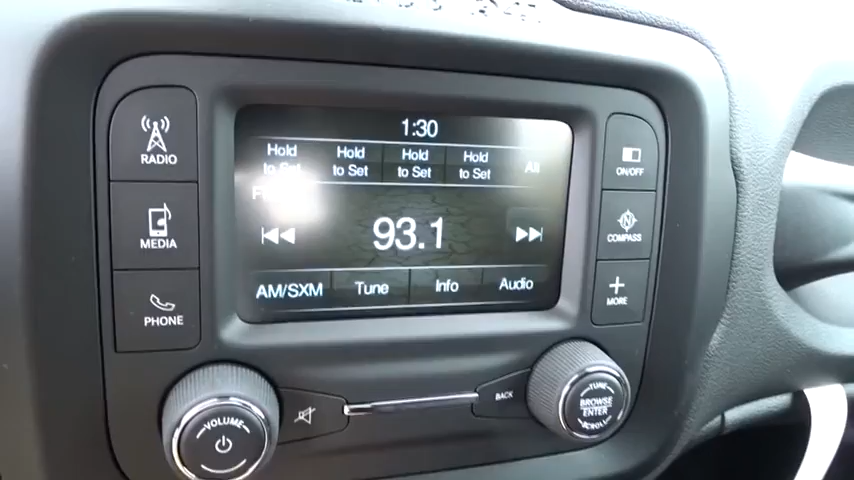 1:30
Hold to Set
Hold to Set
Hold to Set
Hold to Set
All
93.1
AM/SXM
Tune
Info
Audio
RADIO
MEDIA
PHONE
ON/OFF
COMPASS
MORE
VOLUME
BACK
TUNE
BROWSE
ENTER
SCROLL